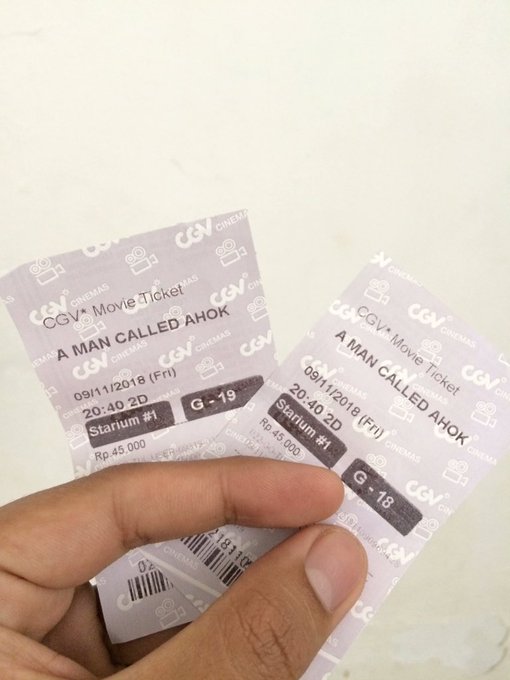 CGV* Movie Ticket
A MAN CALLED AHOK
09/11/2018 (Fri)
20:40 2D
Starium #1
G - 19
Rp.45.000
CGV* Movie Ticket
A MAN CALLED AHOK
09/11/2018 (Fri)
20:40 2D
Starium #1
G - 18
Rp.45.000
CGV CINEMAS